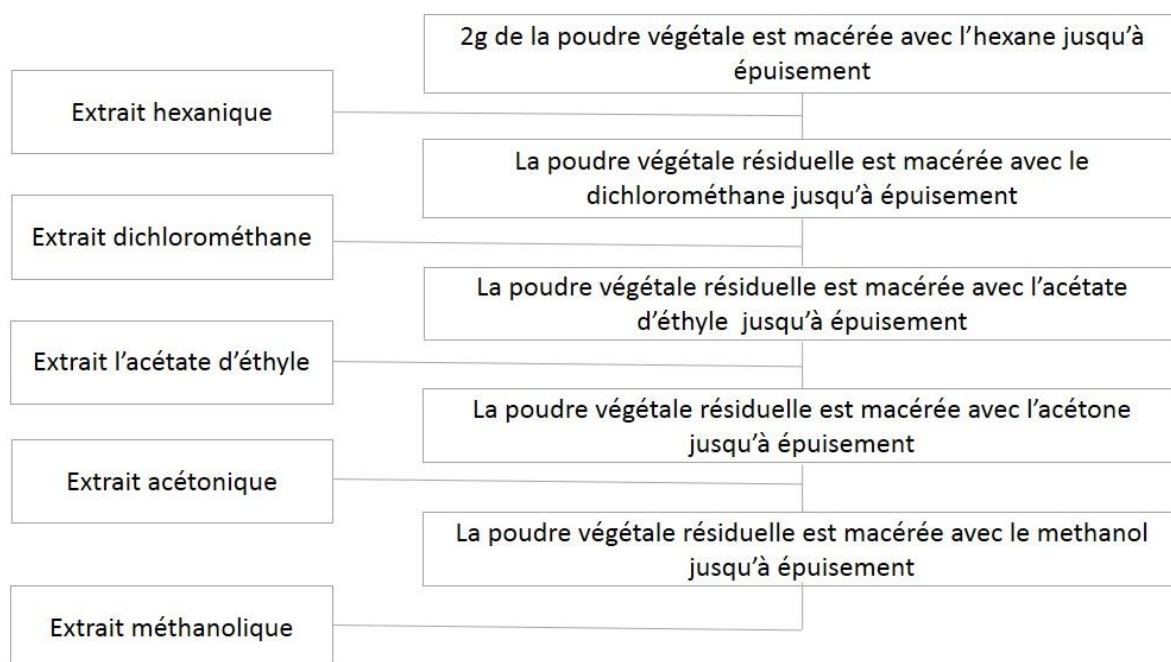 2g de la poudre végétale est macérée avec l’hexane jusqu’à
épuisement
Extrait hexanique
La poudre végétale résiduelle est macérée avec le
dichlorométhane jusqu’à épuisement
Extrait dichlorométhane
La poudre végétale résiduelle est macérée avec l’acétate
d’éthyle jusqu’à épuisement
Extrait l’acétate d’éthyle
La poudre végétale résiduelle est macérée avec l’acétone
jusqu’à épuisement
Extrait acétonique
La poudre végétale résiduelle est macérée avec le methanol
jusqu’à épuisement
Extrait méthanolique